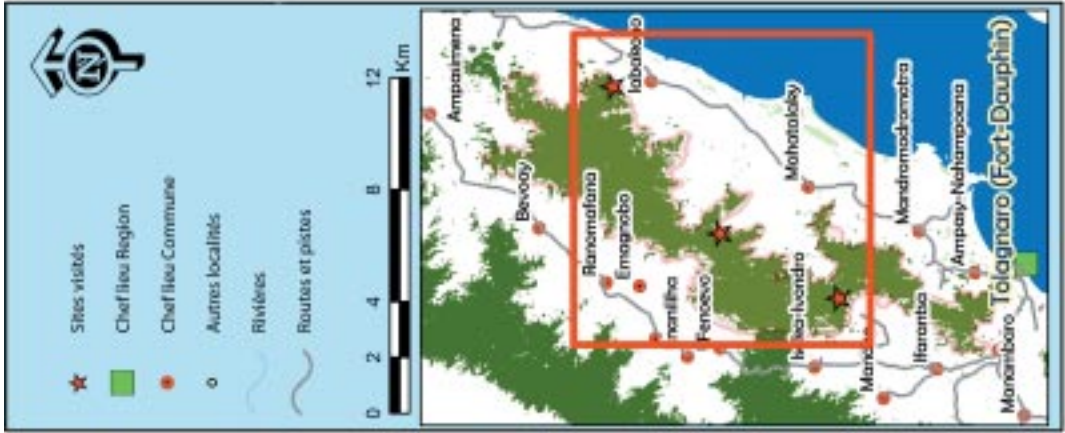 N
Sites visités
Chef lieu Region
Chef lieu Commune
Autres localités
Rivières
Routes et pistes
0 2 4 8 12
Km
Ampasimena
Bevoay
Ranomafana
Emagnobo
Iabakoho
Fenoevo
Mahatalaky
Mandromodromotra
Ampasy-Nahampoana
Ifarantsa
Manambaro
Tôlagnaro (Fort-Dauphin)